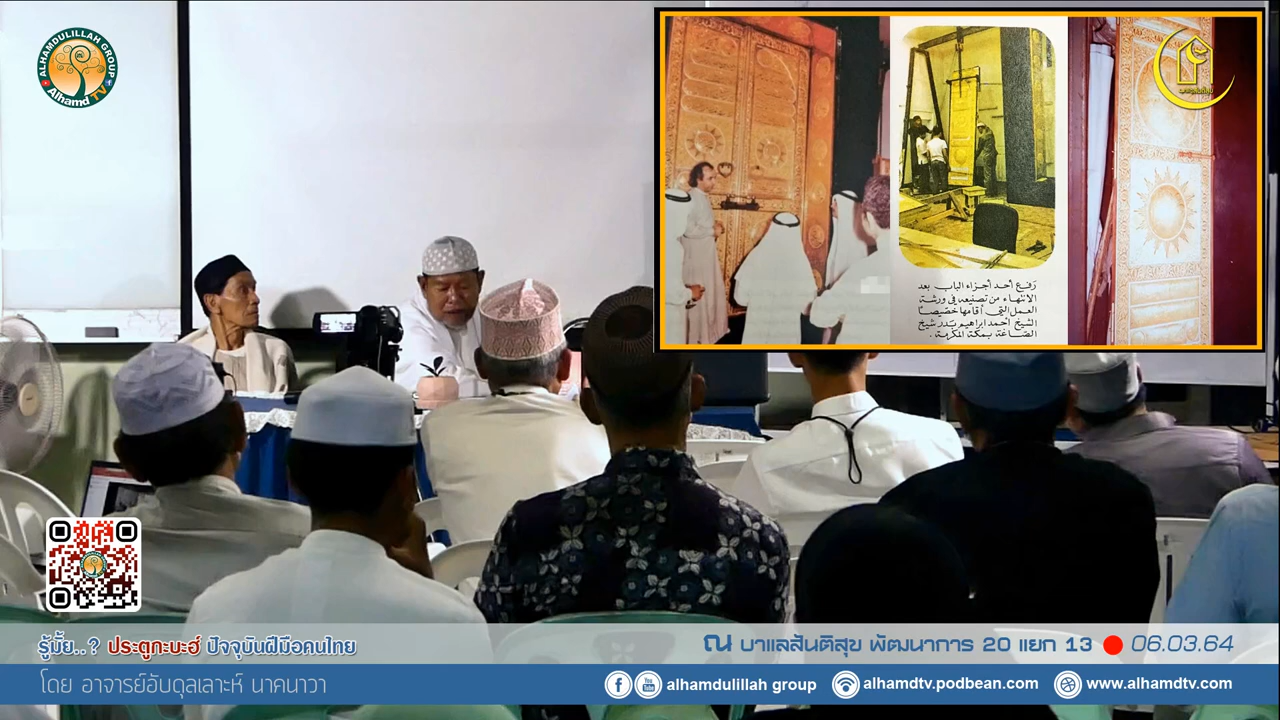 ALHAMDULILLAH GROUP
Alhamd TV
رفع أحد أجزاء الباب بعد
الانتهاء من تصنيعه في ورشة
العمل التي أقامها خصيصًا
الشيخ أحمد إبراهيم بدر شيخ
الصّاغة بمكة المكرمة .
รู้มั้ย..? ประตูกะบะฮ์ ปัจจุบันฝีมือคนไทย
ณ บาแลสันติสุข พัฒนาการ 20 แยก 13 06.03.64
โดย อาจารย์อับดุลเลาะห์ นาคนาวา
alhamdulillah group
alhamdtv.podbean.com
www.alhamdtv.com